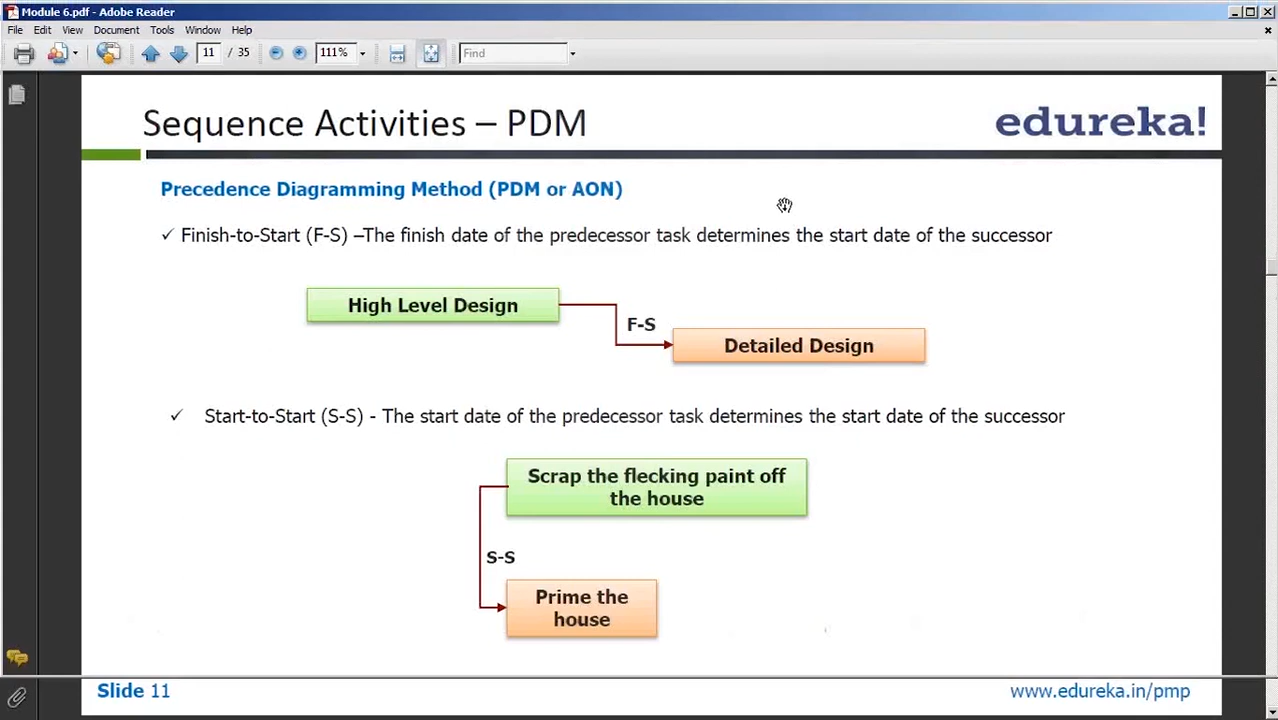 Module 6.pdf - Adobe Reader
File Edit View Document Tools Window Help
11 / 35 111% Find
Sequence Activities – PDM
edureka!
Precedence Diagramming Method (PDM or AON)
✓ Finish-to-Start (F-S) –The finish date of the predecessor task determines the start date of the successor
High Level Design
F-S
Detailed Design
✓ Start-to-Start (S-S) - The start date of the predecessor task determines the start date of the successor
Scrap the flecking paint off
the house
S-S
Prime the
house
Slide 11
www.edureka.in/pmp